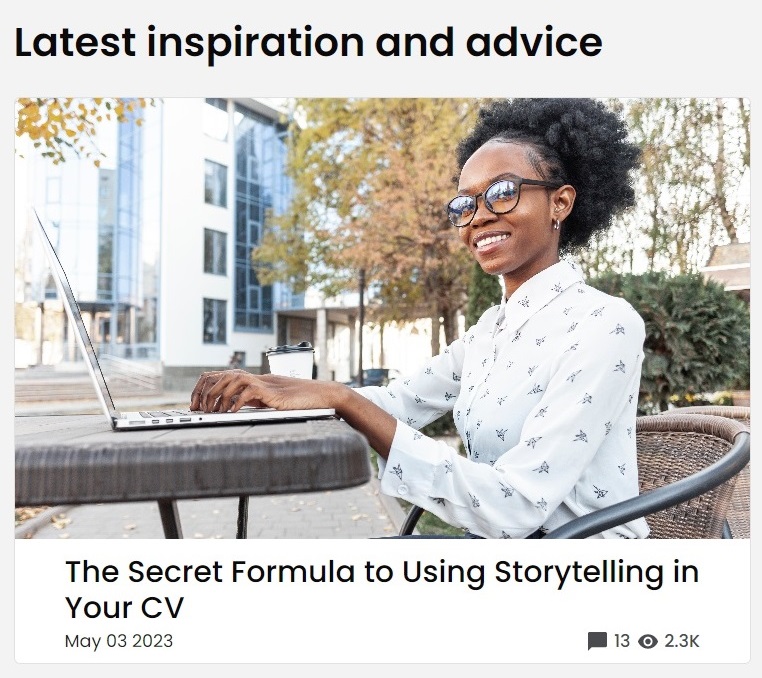 Latest inspiration and advice
The Secret Formula to Using Storytelling in
Your CV
May 03 2023
13 2.3K